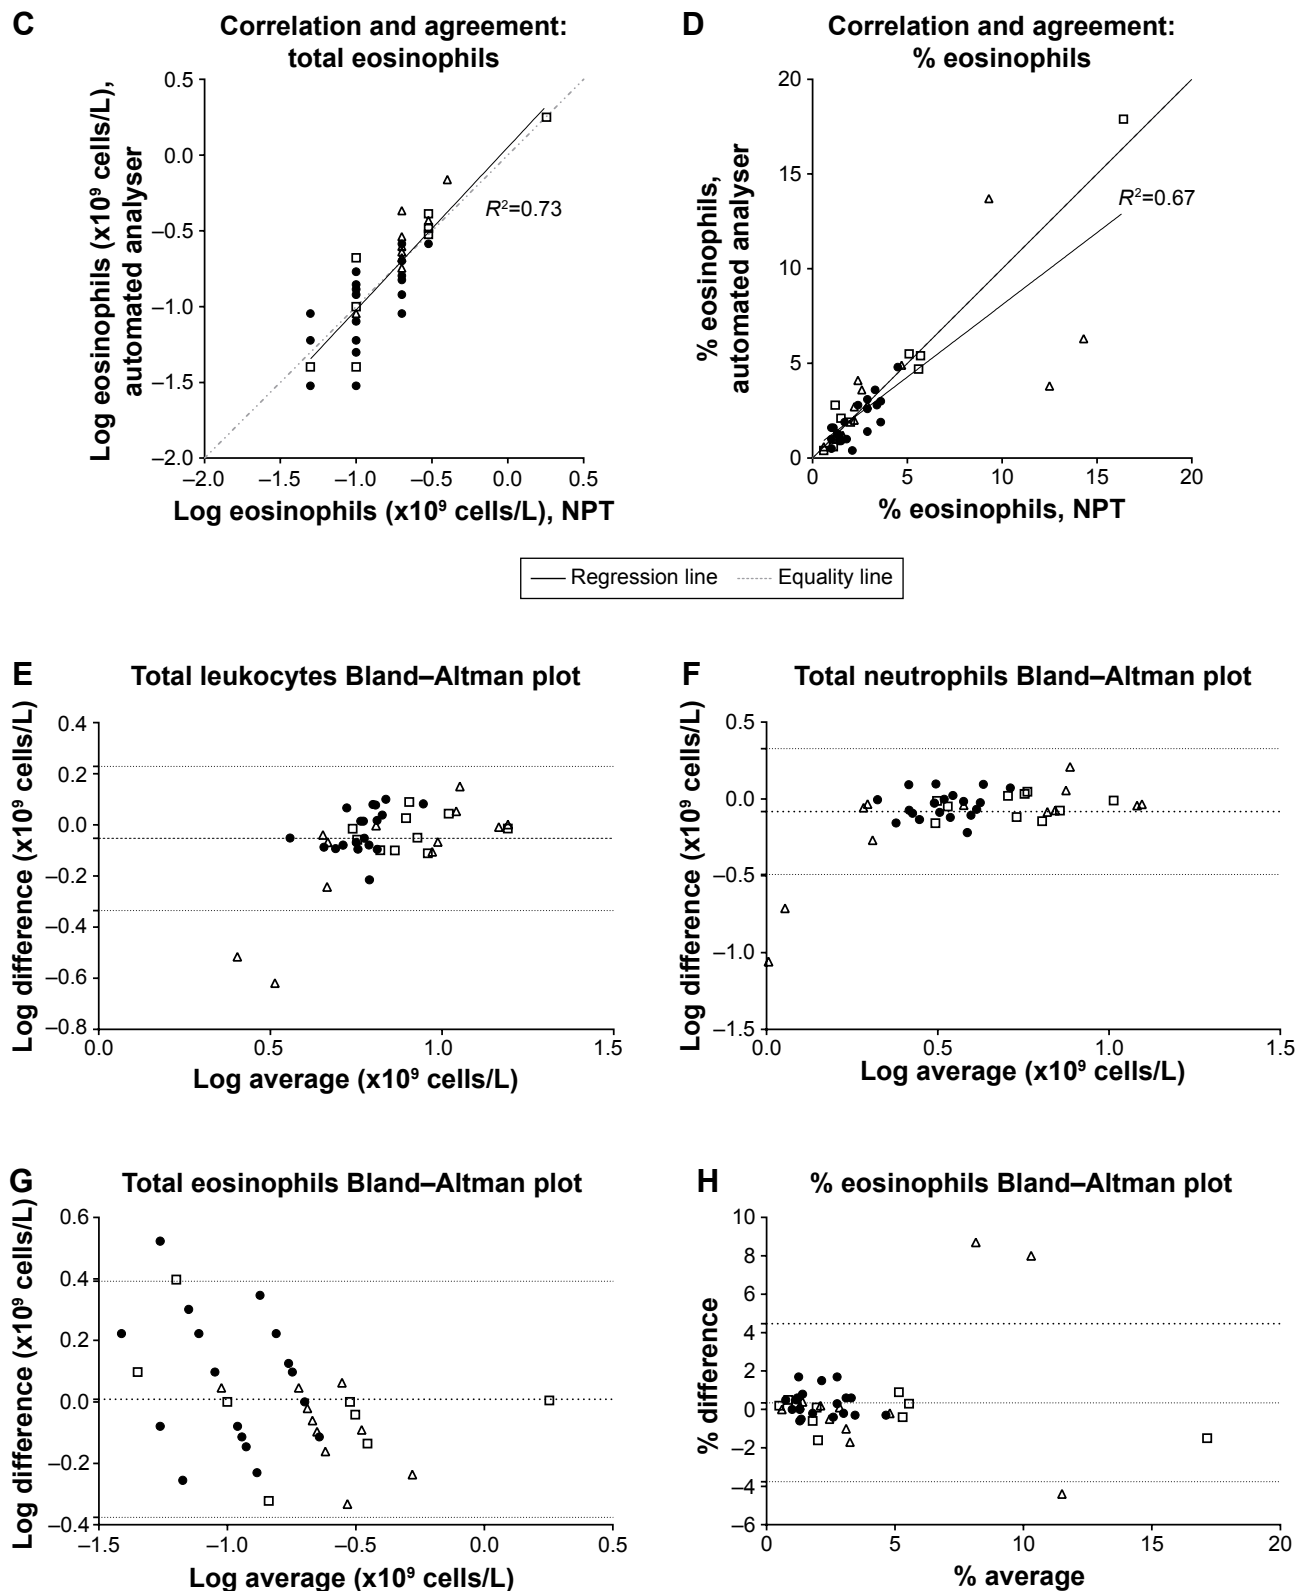 C
Correlation and agreement:
total eosinophils
Log eosinophils (x10⁹ cells/L),
automated analyser
0.5
0.0
–0.5
–1.0
–1.5
–2.0
R²=0.73
–2.0 –1.5 –1.0 –0.5 0.0 0.5
Log eosinophils (x10⁹ cells/L), NPT
D
Correlation and agreement:
% eosinophils
% eosinophils,
automated analyser
20
15
10
5
0
R²=0.67
0 5 10 15 20
% eosinophils, NPT
Regression line Equality line
E
Total leukocytes Bland–Altman plot
Log difference (x10⁹ cells/L)
0.4
0.2
0.0
–0.2
–0.4
–0.6
–0.8
0.0 0.5 1.0 1.5
Log average (x10⁹ cells/L)
F
Total neutrophils Bland–Altman plot
Log difference (x10⁹ cells/L)
0.5
0.0
–0.5
–1.0
–1.5
0.0 0.5 1.0 1.5
Log average (x10⁹ cells/L)
G
Total eosinophils Bland–Altman plot
Log difference (x10⁹ cells/L)
0.6
0.4
0.2
0.0
–0.2
–0.4
–1.5 –1.0 –0.5 0.0 0.5
Log average (x10⁹ cells/L)
H
% eosinophils Bland–Altman plot
% difference
10
8
6
4
2
0
–2
–4
–6
0 5 10 15 20
% average